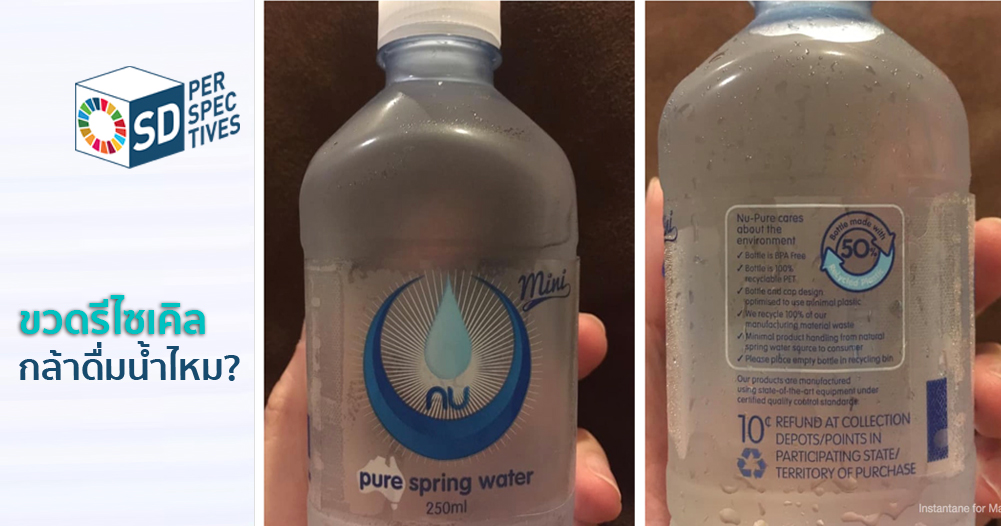 SD
PER
SPEC
TIVES
ขวดรีไซเคิล
กล้าดื่มน้ำไหม?
mini
nu
pure spring water
250ml
Nu-Pure cares
about the
environment
✓ Bottle is BPA Free
✓ Bottle is 100%
recyclable PET
✓ Bottle and cap design
optimised to use minimal plastic
✓ We recycle 100% of our
manufacturing material waste
✓ Minimal product handling from natural
spring water source to consumer
✓ Please place empty bottle in recycling bin
Bottle made with
50%
Recycled Plastic
Our products are manufactured
using state-of-the-art equipment under
certified quality control standards
10¢ REFUND AT COLLECTION
DEPOTS/POINTS IN
PARTICIPATING STATE/
TERRITORY OF PURCHASE
Instantane for Ma